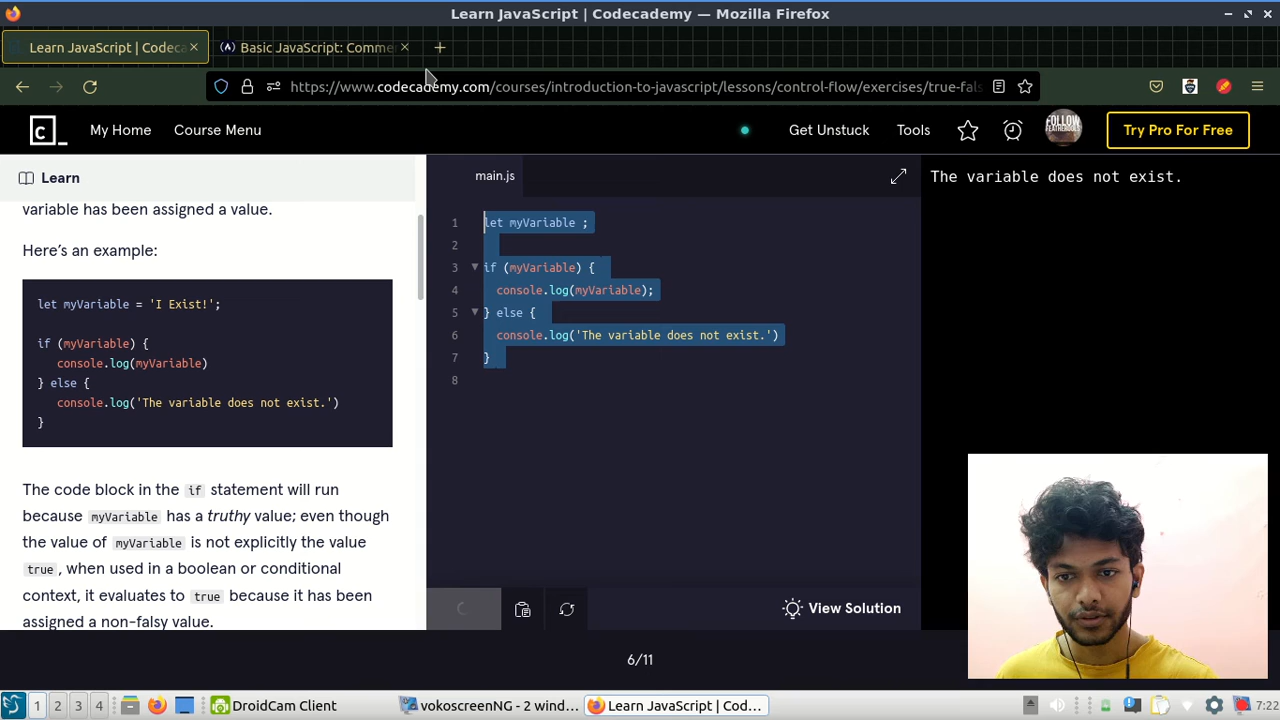 Learn JavaScript | Codecademy — Mozilla Firefox
Learn JavaScript | Codeca
Basic JavaScript: Comme
https://www.codecademy.com/courses/introduction-to-javascript/lessons/control-flow/exercises/true-fals
My Home
Course Menu
Get Unstuck
Tools
FOLLOW
Try Pro For Free
Learn
variable has been assigned a value.
Here's an example:
let myVariable = 'I Exist!';
if (myVariable) {
console.log(myVariable)
} else {
console.log('The variable does not exist.')
}
The code block in the if statement will run
because myVariable has a truthy value; even though
the value of myVariable is not explicitly the value
true, when used in a boolean or conditional
context, it evaluates to true because it has been
assigned a non-falsy value.
main.js
1 let myVariable ;
2
3 if (myVariable) {
4 console.log(myVariable);
5 } else {
6 console.log('The variable does not exist.')
7 }
8
View Solution
The variable does not exist.
6/11
1 2 3 4
DroidCam Client
vokoscreenNG - 2 wind...
Learn JavaScript | Cod...
7:22